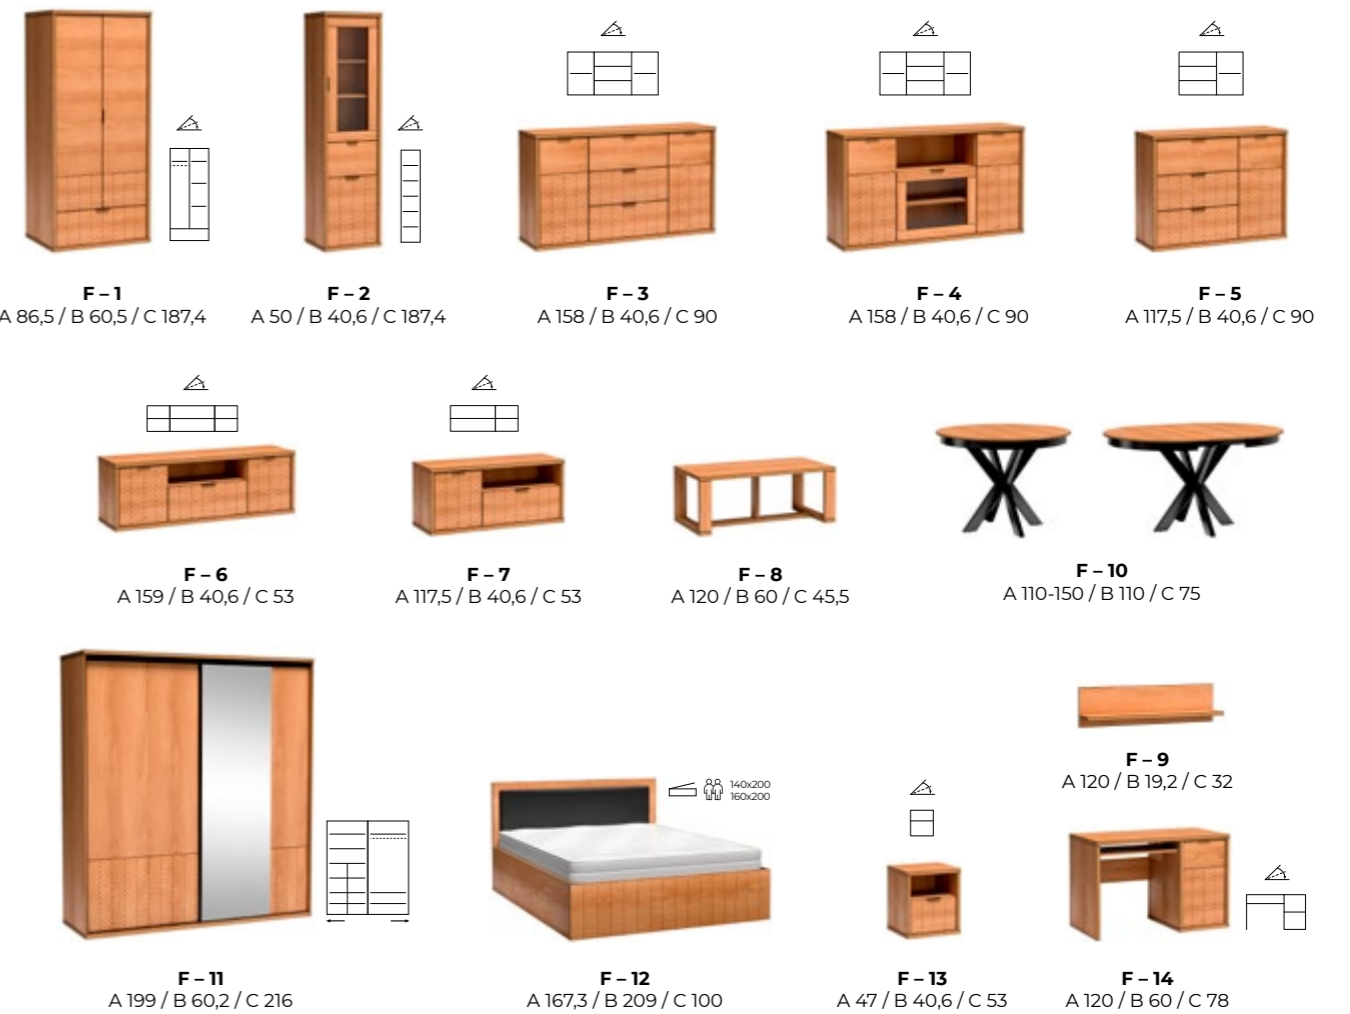 F – 1
A 86,5 / B 60,5 / C 187,4
F – 2
A 50 / B 40,6 / C 187,4
F – 3
A 158 / B 40,6 / C 90
F – 4
A 158 / B 40,6 / C 90
F – 5
A 117,5 / B 40,6 / C 90
F – 6
A 159 / B 40,6 / C 53
F – 7
A 117,5 / B 40,6 / C 53
F – 8
A 120 / B 60 / C 45,5
F – 10
A 110-150 / B 110 / C 75
F – 9
A 120 / B 19,2 / C 32
140x200
160x200
F – 11
A 199 / B 60,2 / C 216
F – 12
A 167,3 / B 209 / C 100
F – 13
A 47 / B 40,6 / C 53
F – 14
A 120 / B 60 / C 78